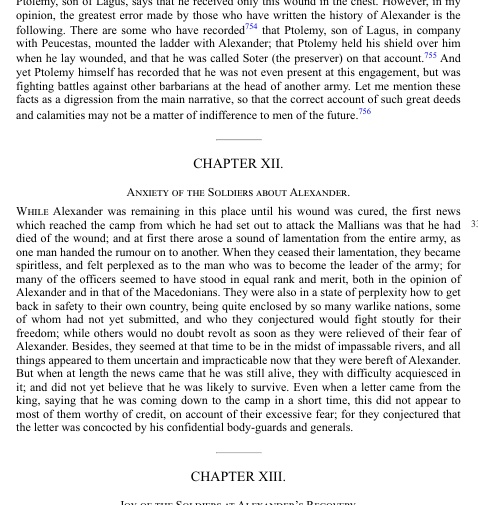 Ptolemy, son of Lagus, says that he received only this wound in the chest. However, in my
opinion, the greatest error made by those who have written the history of Alexander is the
following. There are some who have recorded754 that Ptolemy, son of Lagus, in company
with Peucestas, mounted the ladder with Alexander; that Ptolemy held his shield over him
when he lay wounded, and that he was called Soter (the preserver) on that account.755 And
yet Ptolemy himself has recorded that he was not even present at this engagement, but was
fighting battles against other barbarians at the head of another army. Let me mention these
facts as a digression from the main narrative, so that the correct account of such great deeds
and calamities may not be a matter of indifference to men of the future.756
CHAPTER XII.
Anxiety of the Soldiers about Alexander.
While Alexander was remaining in this place until his wound was cured, the first news
which reached the camp from which he had set out to attack the Mallians was that he had
died of the wound; and at first there arose a sound of lamentation from the entire army, as
one man handed the rumour on to another. When they ceased their lamentation, they became
spiritless, and felt perplexed as to the man who was to become the leader of the army; for
many of the officers seemed to have stood in equal rank and merit, both in the opinion of
Alexander and in that of the Macedonians. They were also in a state of perplexity how to get
back in safety to their own country, being quite enclosed by so many warlike nations, some
of whom had not yet submitted, and who they conjectured would fight stoutly for their
freedom; while others would no doubt revolt as soon as they were relieved of their fear of
Alexander. Besides, they seemed at that time to be in the midst of impassable rivers, and all
things appeared to them uncertain and impracticable now that they were bereft of Alexander.
But when at length the news came that he was still alive, they with difficulty acquiesced in
it; and did not yet believe that he was likely to survive. Even when a letter came from the
king, saying that he was coming down to the camp in a short time, this did not appear to
most of them worthy of credit, on account of their excessive fear; for they conjectured that
the letter was concocted by his confidential body-guards and generals.
CHAPTER XIII.
Joy of the Soldiers at Alexander's Recovery.